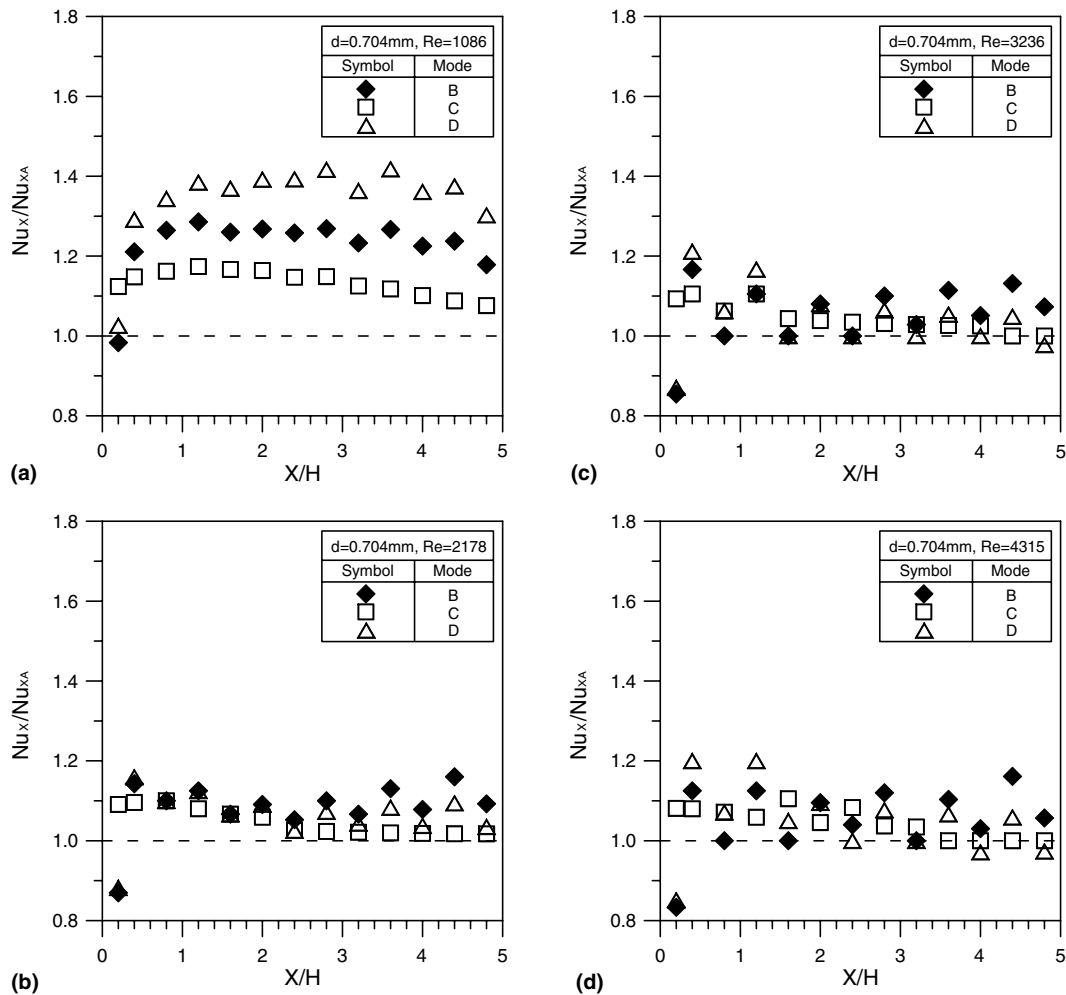 1.8
1.6
1.4
1.2
1.0
0.8
Nux/NuxA
d=0.704mm, Re=1086
Symbol Mode
B
C
D
0 1 2 3 4 5
X/H
(a)
1.8
1.6
1.4
1.2
1.0
0.8
Nux/NuxA
d=0.704mm, Re=3236
Symbol Mode
B
C
D
0 1 2 3 4 5
X/H
(c)
1.8
1.6
1.4
1.2
1.0
0.8
Nux/NuxA
d=0.704mm, Re=2178
Symbol Mode
B
C
D
0 1 2 3 4 5
X/H
(b)
1.8
1.6
1.4
1.2
1.0
0.8
Nux/NuxA
d=0.704mm, Re=4315
Symbol Mode
B
C
D
0 1 2 3 4 5
X/H
(d)